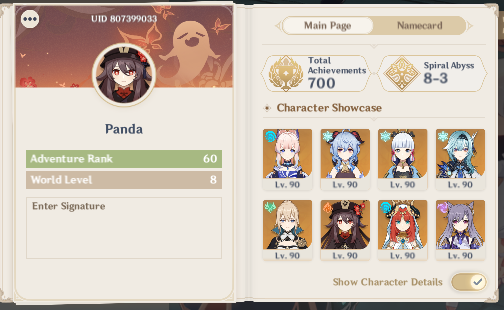 UID 807399033
Panda
Adventure Rank 60
World Level 8
Enter Signature
Main Page Namecard
Total Achievements
700
Spiral Abyss
8-3
Character Showcase
Lv. 90 Lv. 90 Lv. 90 Lv. 90
Lv. 90 Lv. 90 Lv. 90 Lv. 90
Show Character Details